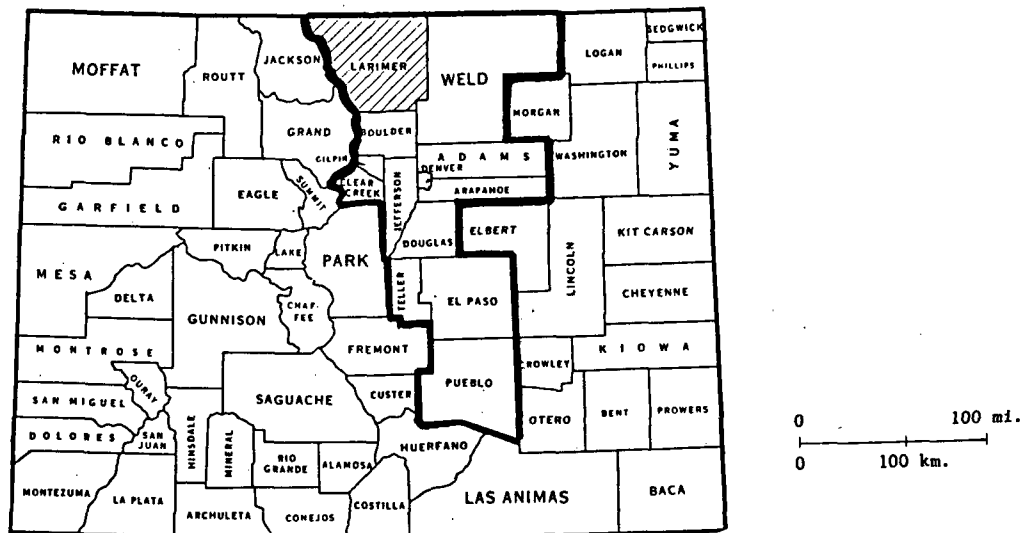 MOFFAT
ROUTT
JACKSON
LARIMER
WELD
LOGAN
SEDGWICK
PHILLIPS
MORGAN
RIO BLANCO
GRAND
BOULDER
GILPIN
ADAMS
DENVER
WASHINGTON
YUMA
GARFIELD
EAGLE
SUMMIT
CLEAR
CREEK
JEFFERSON
ARAPAHOE
PITKIN
LAKE
PARK
DOUGLAS
ELBERT
LINCOLN
KIT CARSON
MESA
DELTA
GUNNISON
CHAF-
FEE
TELLER
EL PASO
CHEYENNE
MONTROSE
FREMONT
CROWLEY
KIOWA
OURAY
SAN MIGUEL
SAGUACHE
CUSTER
PUEBLO
OTERO
BENT
PROWERS
DOLORES
SAN
JUAN
HINSDALE
MINERAL
RIO
GRANDE
ALAMOSA
HUERFANO
MONTEZUMA
LA PLATA
ARCHULETA
CONEJOS
COSTILLA
LAS ANIMAS
BACA
0 100 mi.
0 100 km.